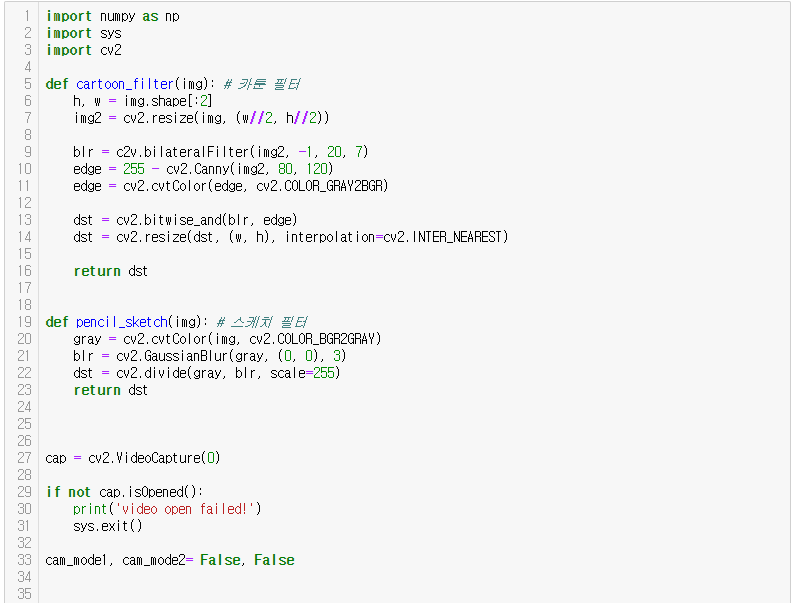 1 import numpy as np
2 import sys
3 import cv2
4
5 def cartoon_filter(img): # 카툰 필터
6     h, w = img.shape[:2]
7     img2 = cv2.resize(img, (w//2, h//2))
8
9     blr = c2v.bilateralFilter(img2, -1, 20, 7)
10     edge = 255 - cv2.Canny(img2, 80, 120)
11     edge = cv2.cvtColor(edge, cv2.COLOR_GRAY2BGR)
12
13     dst = cv2.bitwise_and(blr, edge)
14     dst = cv2.resize(dst, (w, h), interpolation=cv2.INTER_NEAREST)
15
16     return dst
17
18
19 def pencil_sketch(img): # 스캐치 필터
20     gray = cv2.cvtColor(img, cv2.COLOR_BGR2GRAY)
21     blr = cv2.GaussianBlur(gray, (0, 0), 3)
22     dst = cv2.divide(gray, blr, scale=255)
23     return dst
24
25
26
27 cap = cv2.VideoCapture(0)
28
29 if not cap.isOpened():
30     print('video open failed!')
31     sys.exit()
32
33 cam_mode1, cam_mode2= False, False
34
35